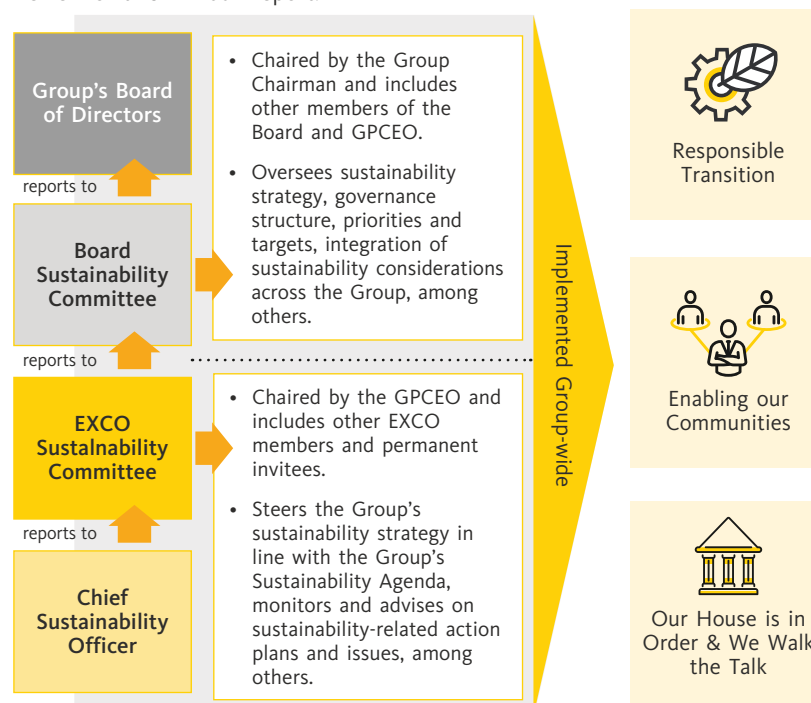 Group's Board
of Directors
reports to
Board
Sustainability
Committee
reports to
EXCO
Sustalnability
Committee
reports to
Chief
Sustainability
Officer
• Chaired by the Group
Chairman and includes
other members of the
Board and GPCEO.
• Oversees sustainability
strategy, governance
structure, priorities and
targets, integration of
sustainability considerations
across the Group, among
others.
• Chaired by the GPCEO and
includes other EXCO
members and permanent
invitees.
• Steers the Group's
sustainability strategy in
line with the Group's
Sustainability Agenda,
monitors and advises on
sustainability-related action
plans and issues, among
others.
Implemented Group-wide
Responsible
Transition
Enabling our
Communities
Our House is in
Order & We Walk
the Talk